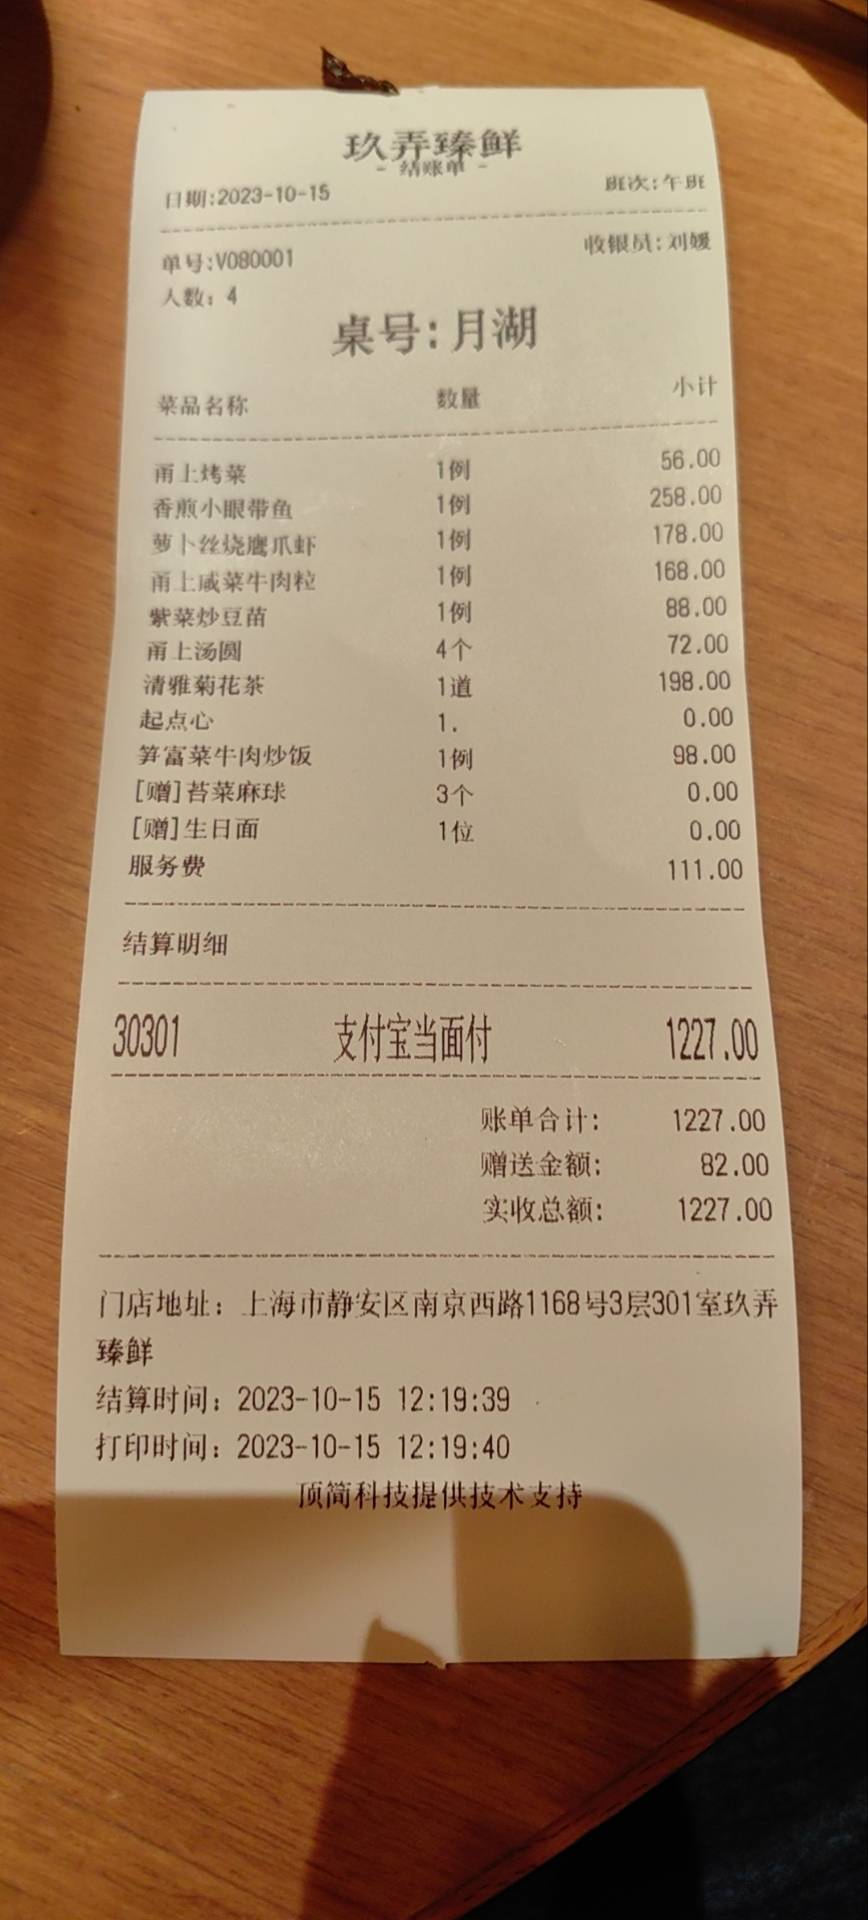 玖弄臻鲜
- 结账单 -
日期:2023-10-15 班次:午班
单号:V080001 收银员:刘媛
人数: 4
桌号:月湖
菜品名称 数量 小计
甬上烤菜 1例 56.00
香煎小眼带鱼 1例 258.00
萝卜丝烧鹰爪虾 1例 178.00
甬上咸菜牛肉粒 1例 168.00
紫菜炒豆苗 1例 88.00
甬上汤圆 4个 72.00
清雅菊花茶 1道 198.00
起点心 1. 0.00
笋富菜牛肉炒饭 1例 98.00
[赠]苔菜麻球 3个 0.00
[赠]生日面 1位 0.00
服务费 111.00
结算明细
30301 支付宝当面付 1227.00
账单合计: 1227.00
赠送金额: 82.00
实收总额: 1227.00
门店地址: 上海市静安区南京西路1168号3层301室玖弄
臻鲜
结算时间: 2023-10-15 12:19:39
打印时间: 2023-10-15 12:19:40
顶简科技提供技术支持